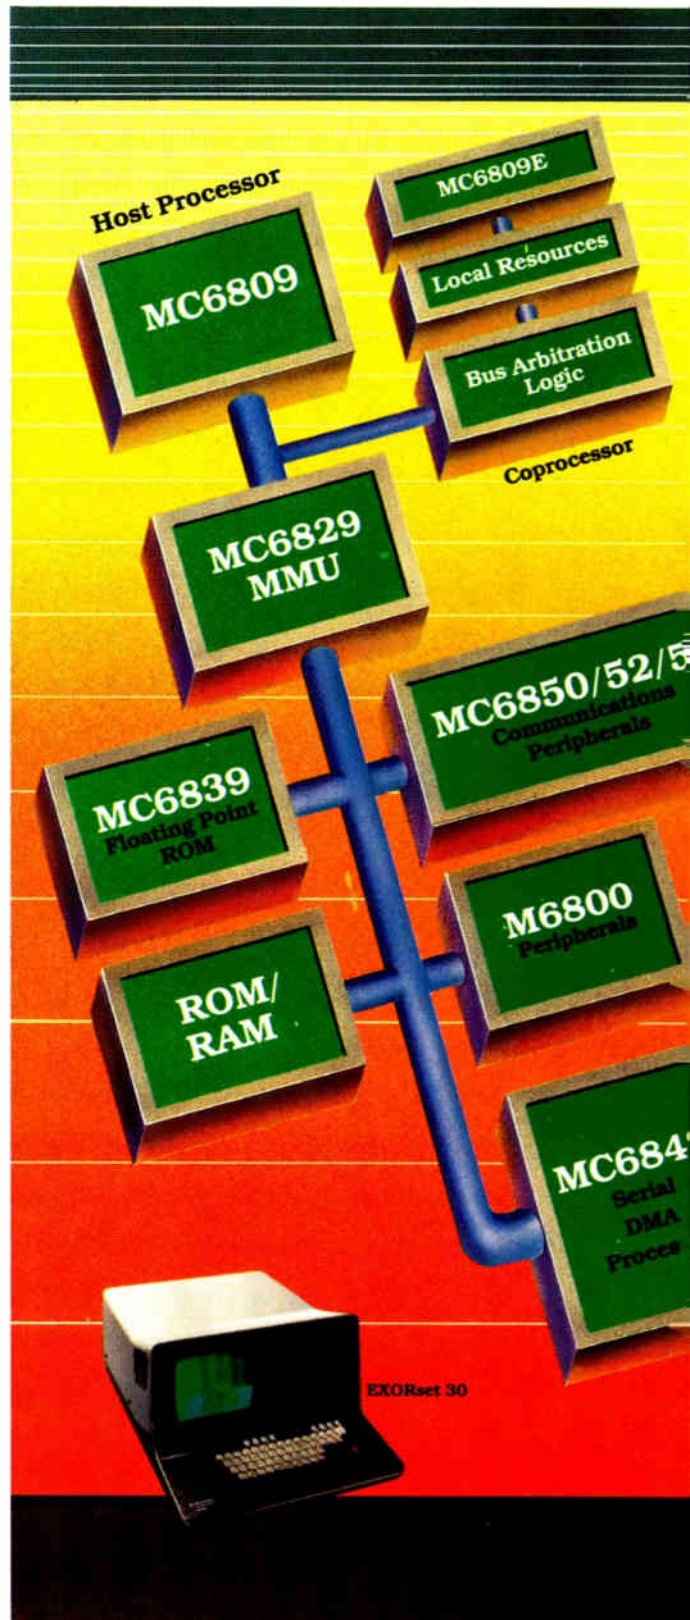 Host Processor
MC6809
MC6809E
Local Resources
Bus Arbitration
Logic
Coprocessor
MC6829
MMU
MC6850/52/5
Communications
Peripherals
MC6839
Floating Point
ROM
M6800
Peripherals
ROM/
RAM
MC684
Serial
DMA
Proces
EXORset 30